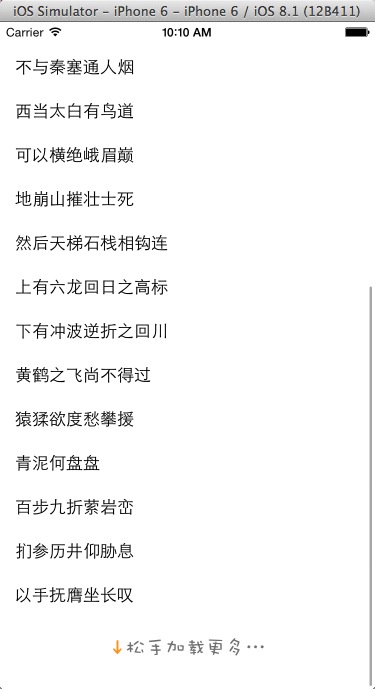 iOS Simulator - iPhone 6 - iPhone 6 / iOS 8.1 (12B411)
Carrier 10:10 AM
不与秦塞通人烟
西当太白有鸟道
可以横绝峨眉巅
地崩山摧壮士死
然后天梯石栈相钩连
上有六龙回日之高标
下有冲波逆折之回川
黄鹤之飞尚不得过
猿猱欲度愁攀援
青泥何盘盘
百步九折萦岩峦
扪参历井仰胁息
以手抚膺坐长叹
↓松手加载更多···